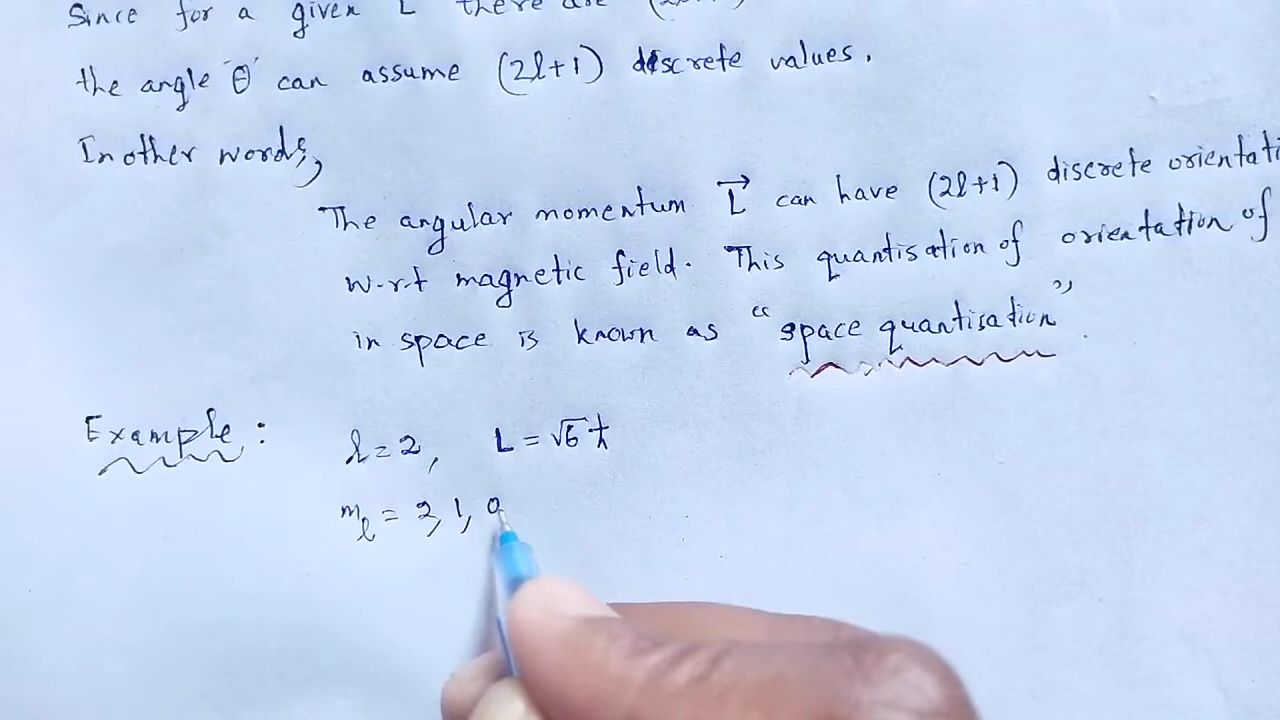 Since for a given L there are
the angle 'θ' can assume (2l+1) discrete values.
In other words,
The angular momentum L⃗ can have (2l+1) discrete orientati
w.r.t magnetic field. This quantisation of orientation of
in space is known as "space quantisation".
Example: l = 2, L = √6 ħ
m_l = 2, 1, 0